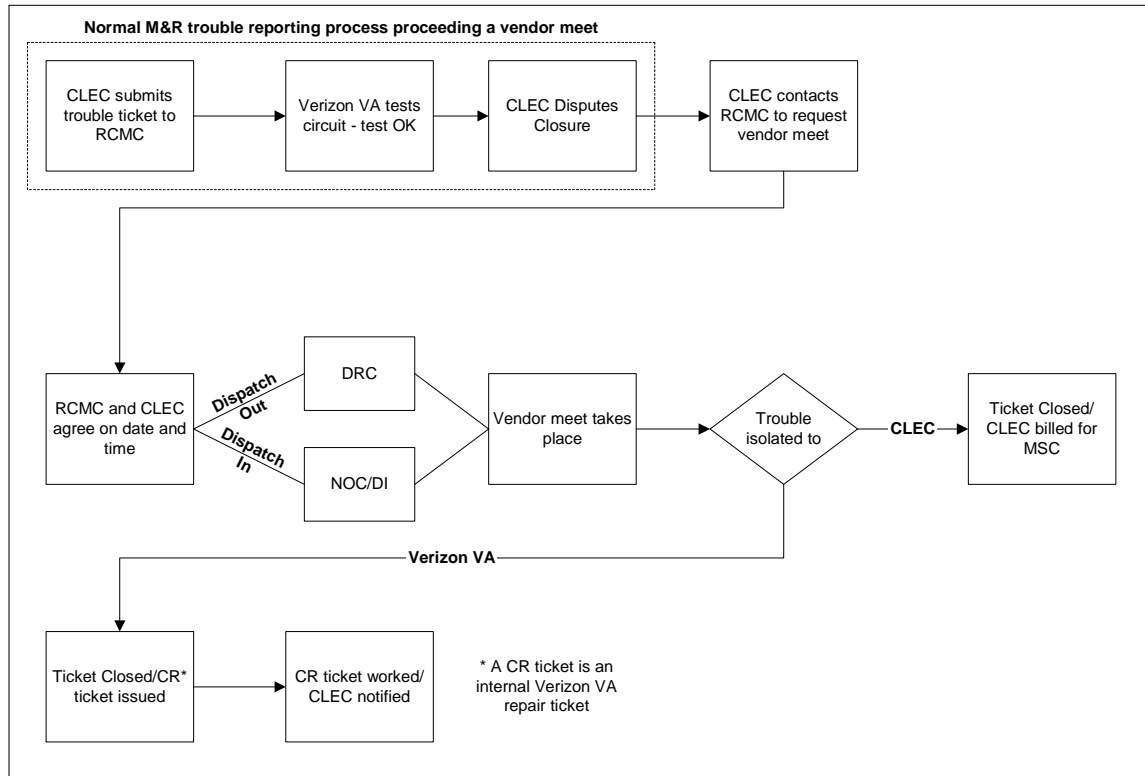 Normal M&R trouble reporting process proceeding a vendor meet
CLEC submits
trouble ticket to
RCMC
Verizon VA tests
circuit - test OK
CLEC Disputes
Closure
CLEC contacts
RCMC to request
vendor meet
RCMC and CLEC
agree on date and
time
Dispatch
Out
Dispatch
In
DRC
NOC/DI
Vendor meet takes
place
Trouble
isolated to
CLEC
Ticket Closed/
CLEC billed for
MSC
Verizon VA
Ticket Closed/CR*
ticket issued
CR ticket worked/
CLEC notified
* A CR ticket is an
internal Verizon VA
repair ticket